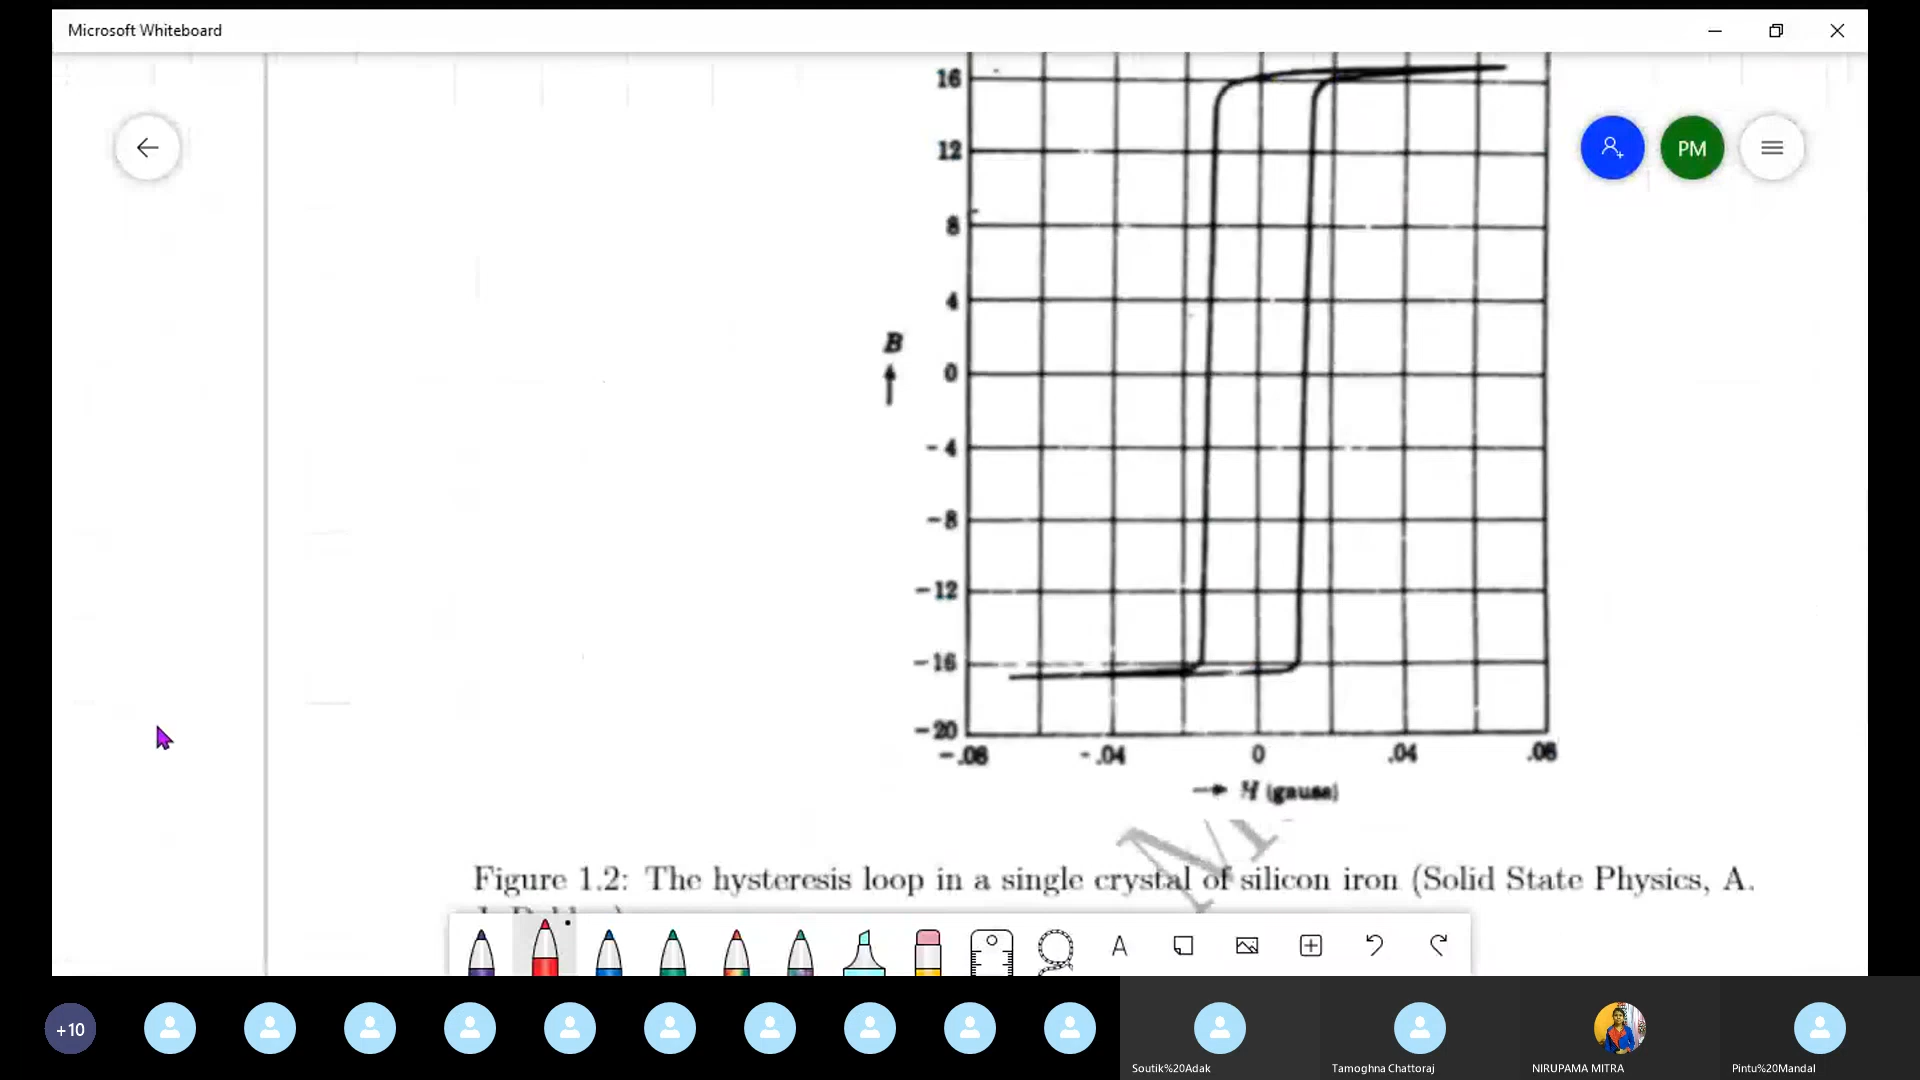 Microsoft Whiteboard
16
12
PM
8
4
B
0
-4
-8
-12
-16
-20
-.08 -.04 0 .04 .08
H (gauss)
Figure 1.2: The hysteresis loop in a single crystal of silicon iron (Solid State Physics, A.
A
+10
Soutik%20Adak
Tamoghna Chattoraj
NIRUPAMA MITRA
Pintu%20Mandal